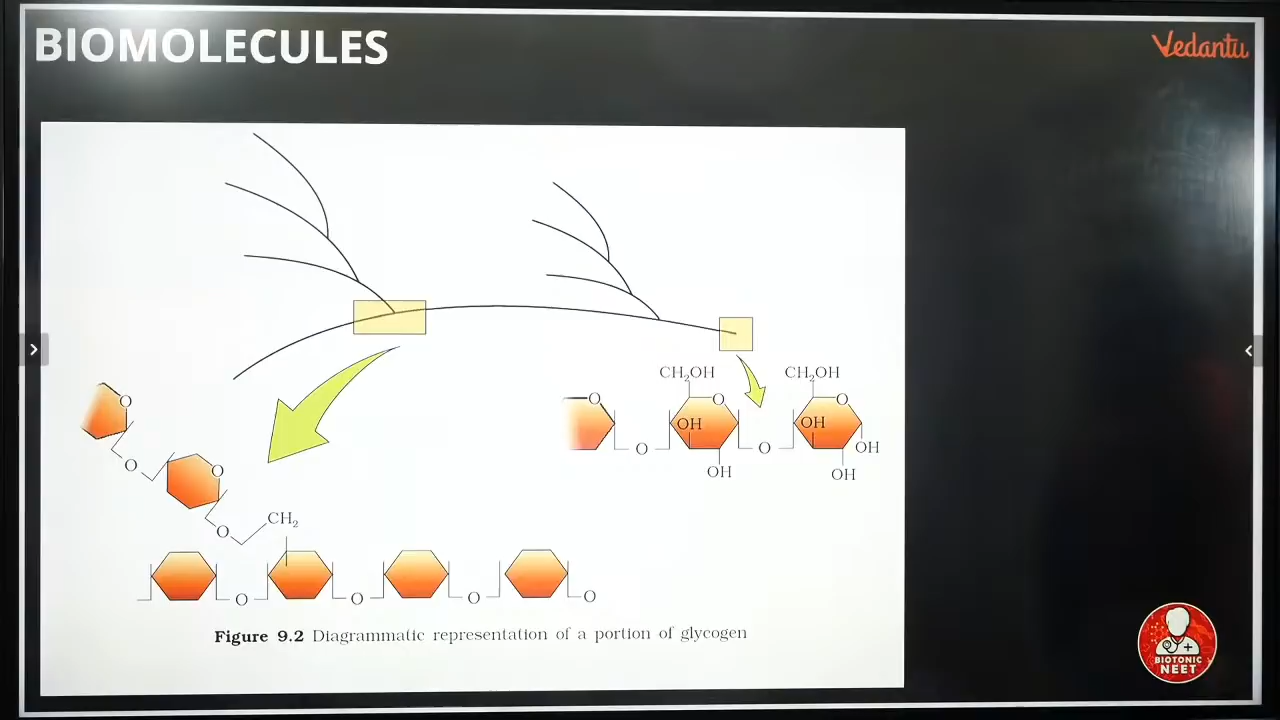 BIOMOLECULES
Vedantu
CH₂OH
CH₂OH
O
O
O
OH
OH
O
O
OH
OH
OH
O
O
O
O
CH₂
O
O
O
O
O
Figure 9.2 Diagrammatic representation of a portion of glycogen
BIOTONIC
NEET